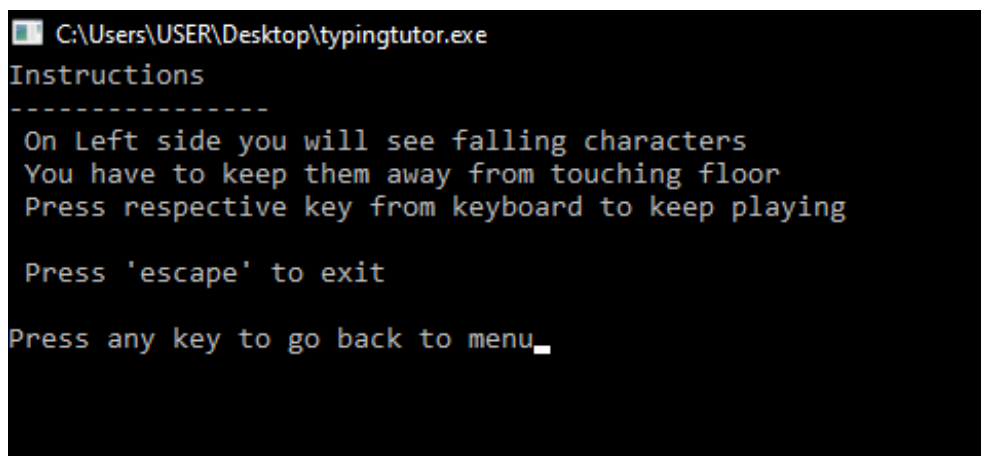 C:\Users\USER\Desktop\typingtutor.exe
Instructions
----------------
On Left side you will see falling characters
You have to keep them away from touching floor
Press respective key from keyboard to keep playing
Press 'escape' to exit
Press any key to go back to menu